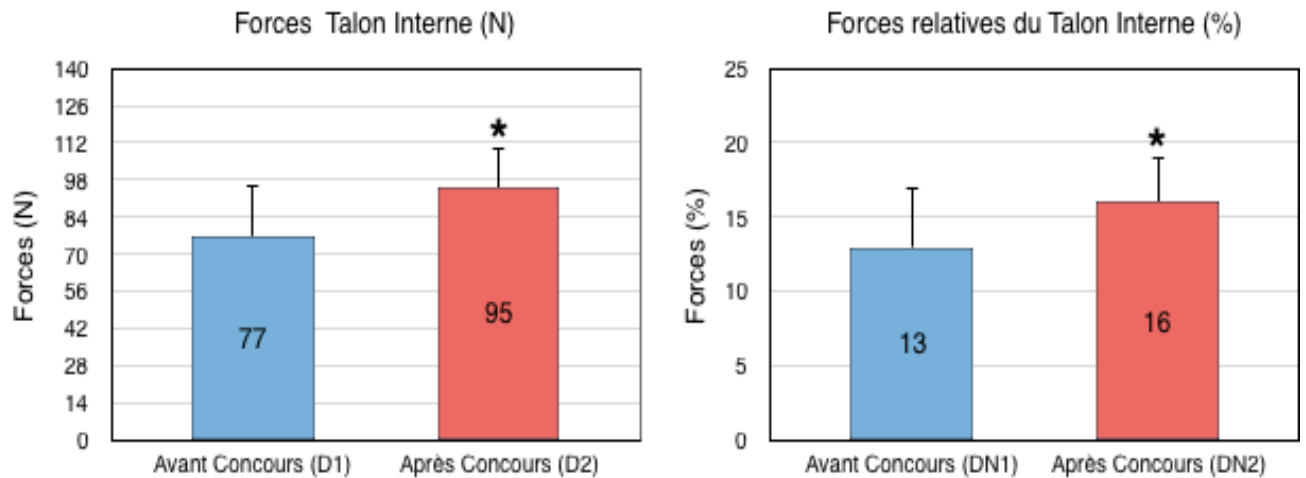 Forces Talon Interne (N)
Forces (N)
140
126
112
98
84
70
56
42
28
14
0
*
77
95
Avant Concours (D1)
Après Concours (D2)
Forces relatives du Talon Interne (%)
Forces (%)
25
20
15
10
5
0
*
13
16
Avant Concours (DN1)
Après Concours (DN2)